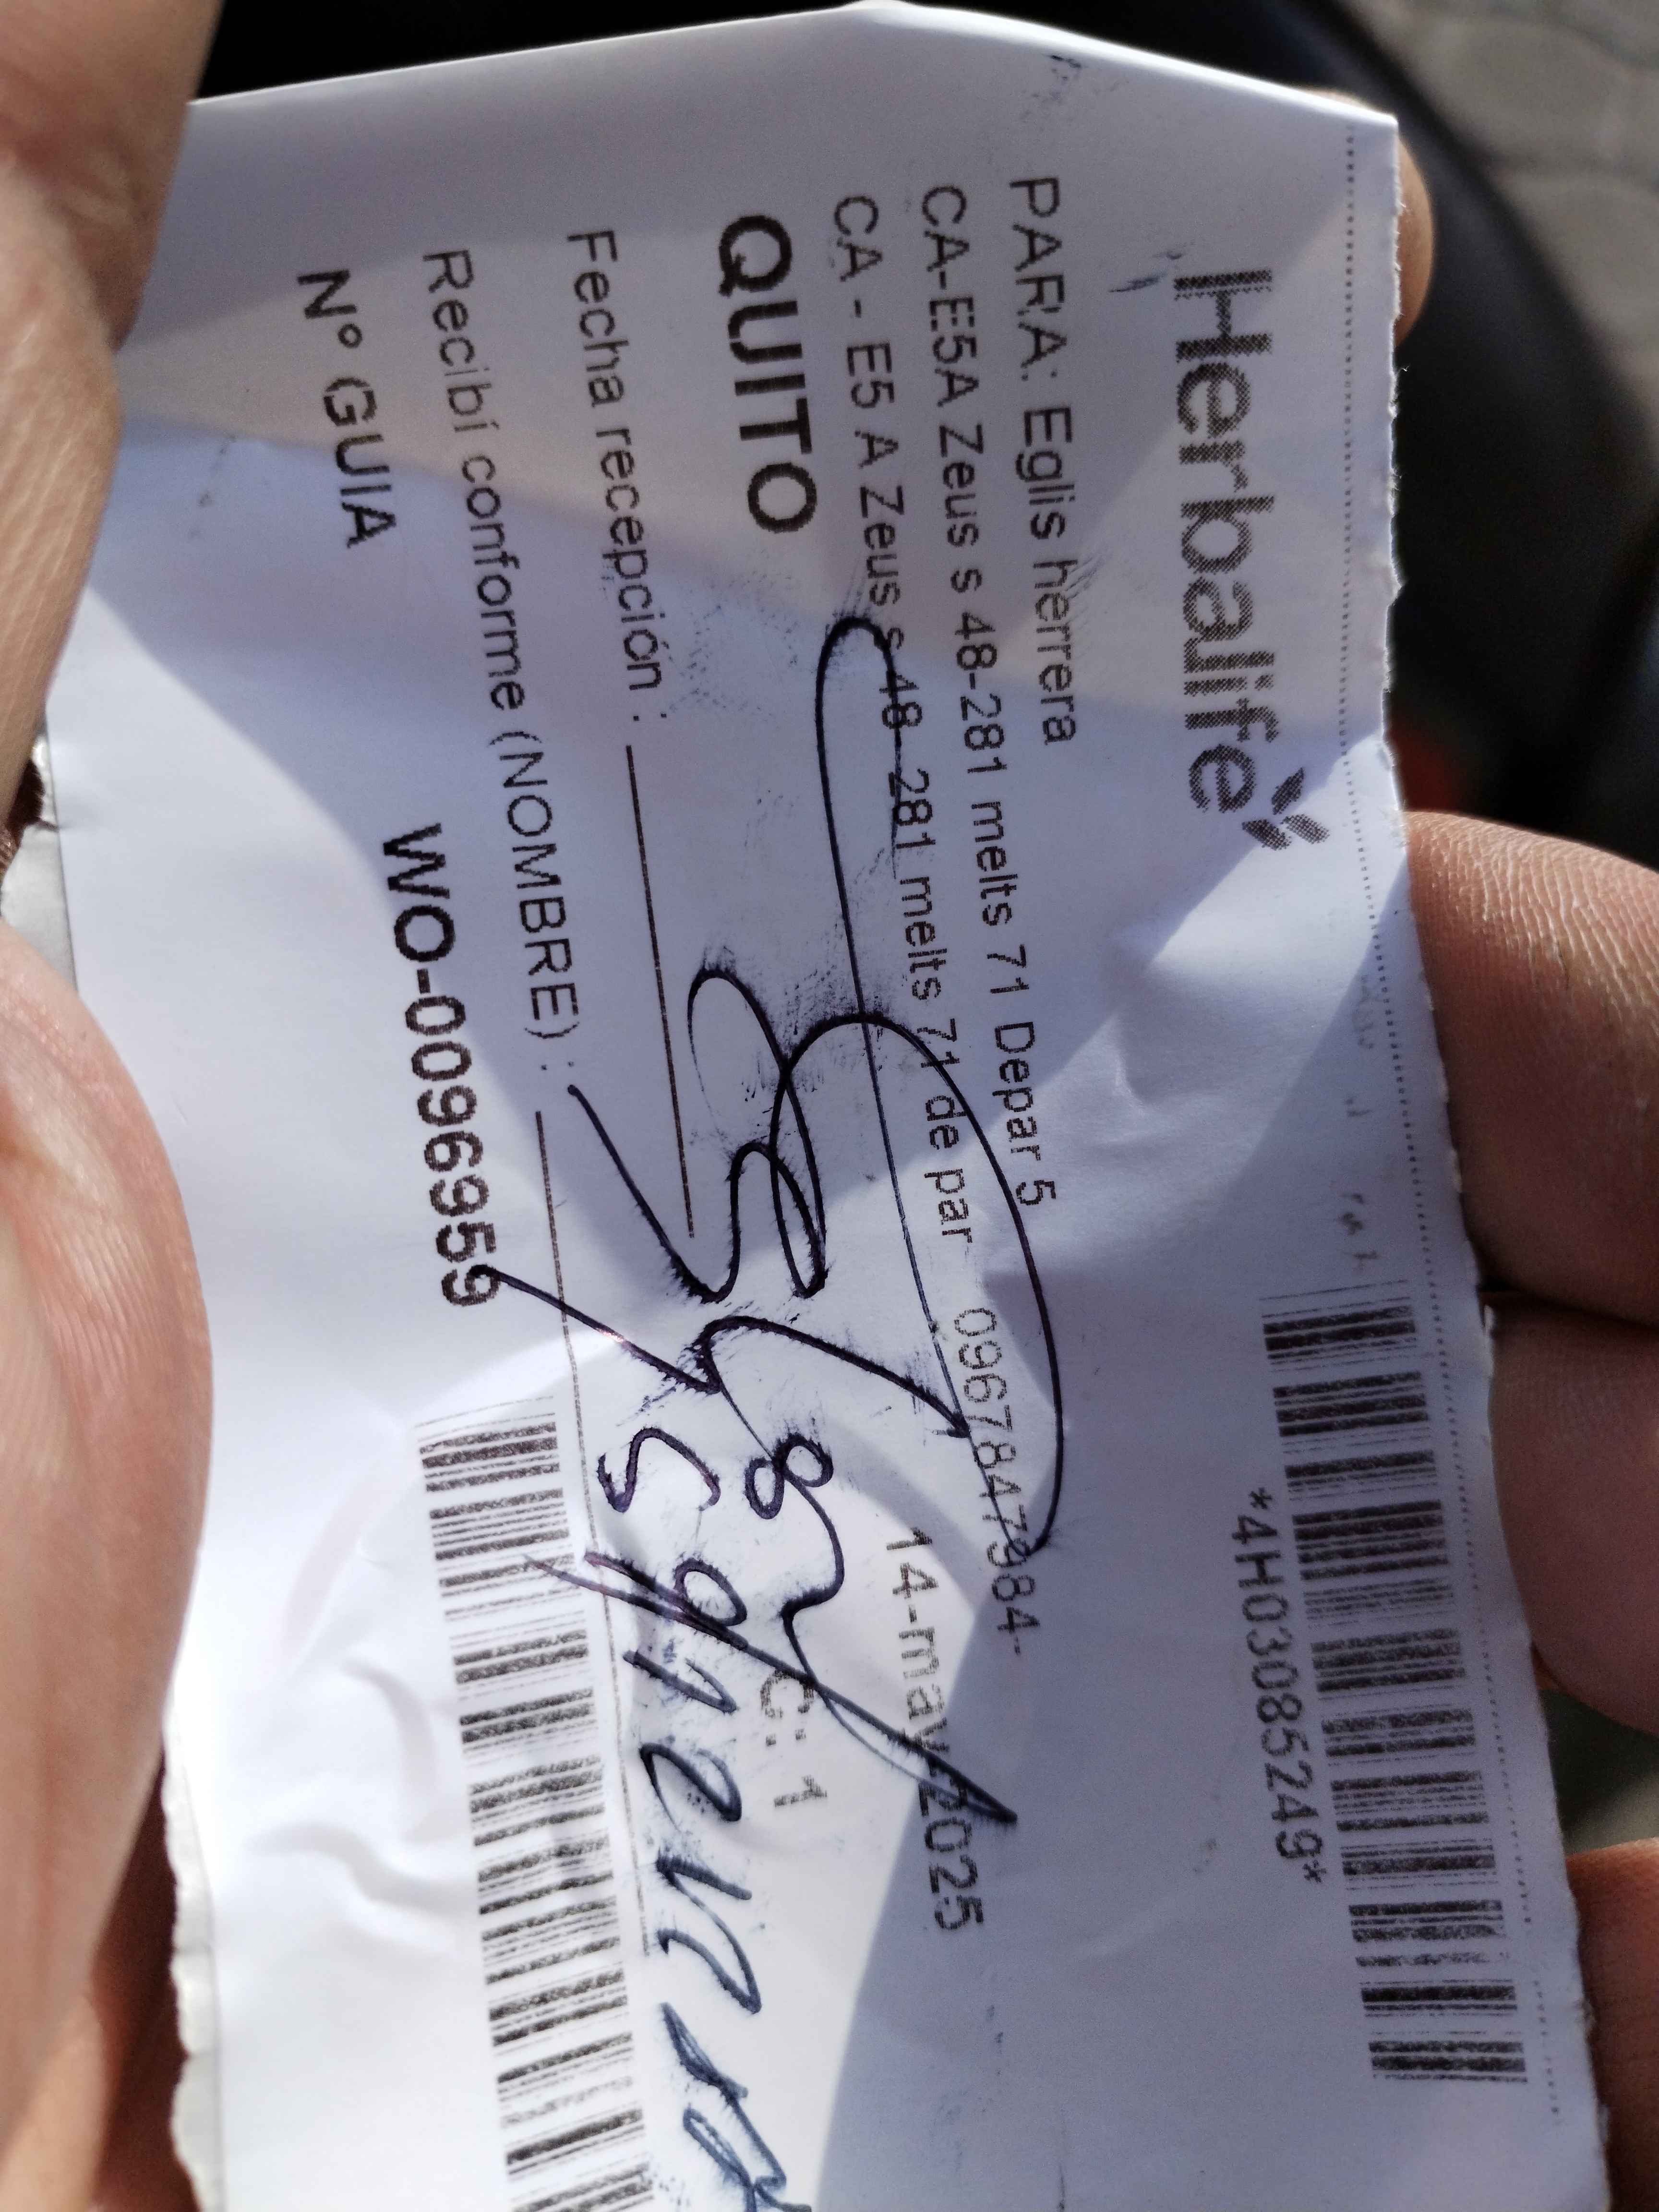 Herbalife
*4H03085249*
PARA: Eglis herrera
CA-E5A Zeus s 48-281 melts 71 Depar 5
CA - E5 A Zeus s 48 281 melts 71 de par 0967847984-
QUITO
14-may-2025
C: 1
Fecha recepción :
Recibí conforme (NOMBRE) :
N° GUIA
WO-0096959